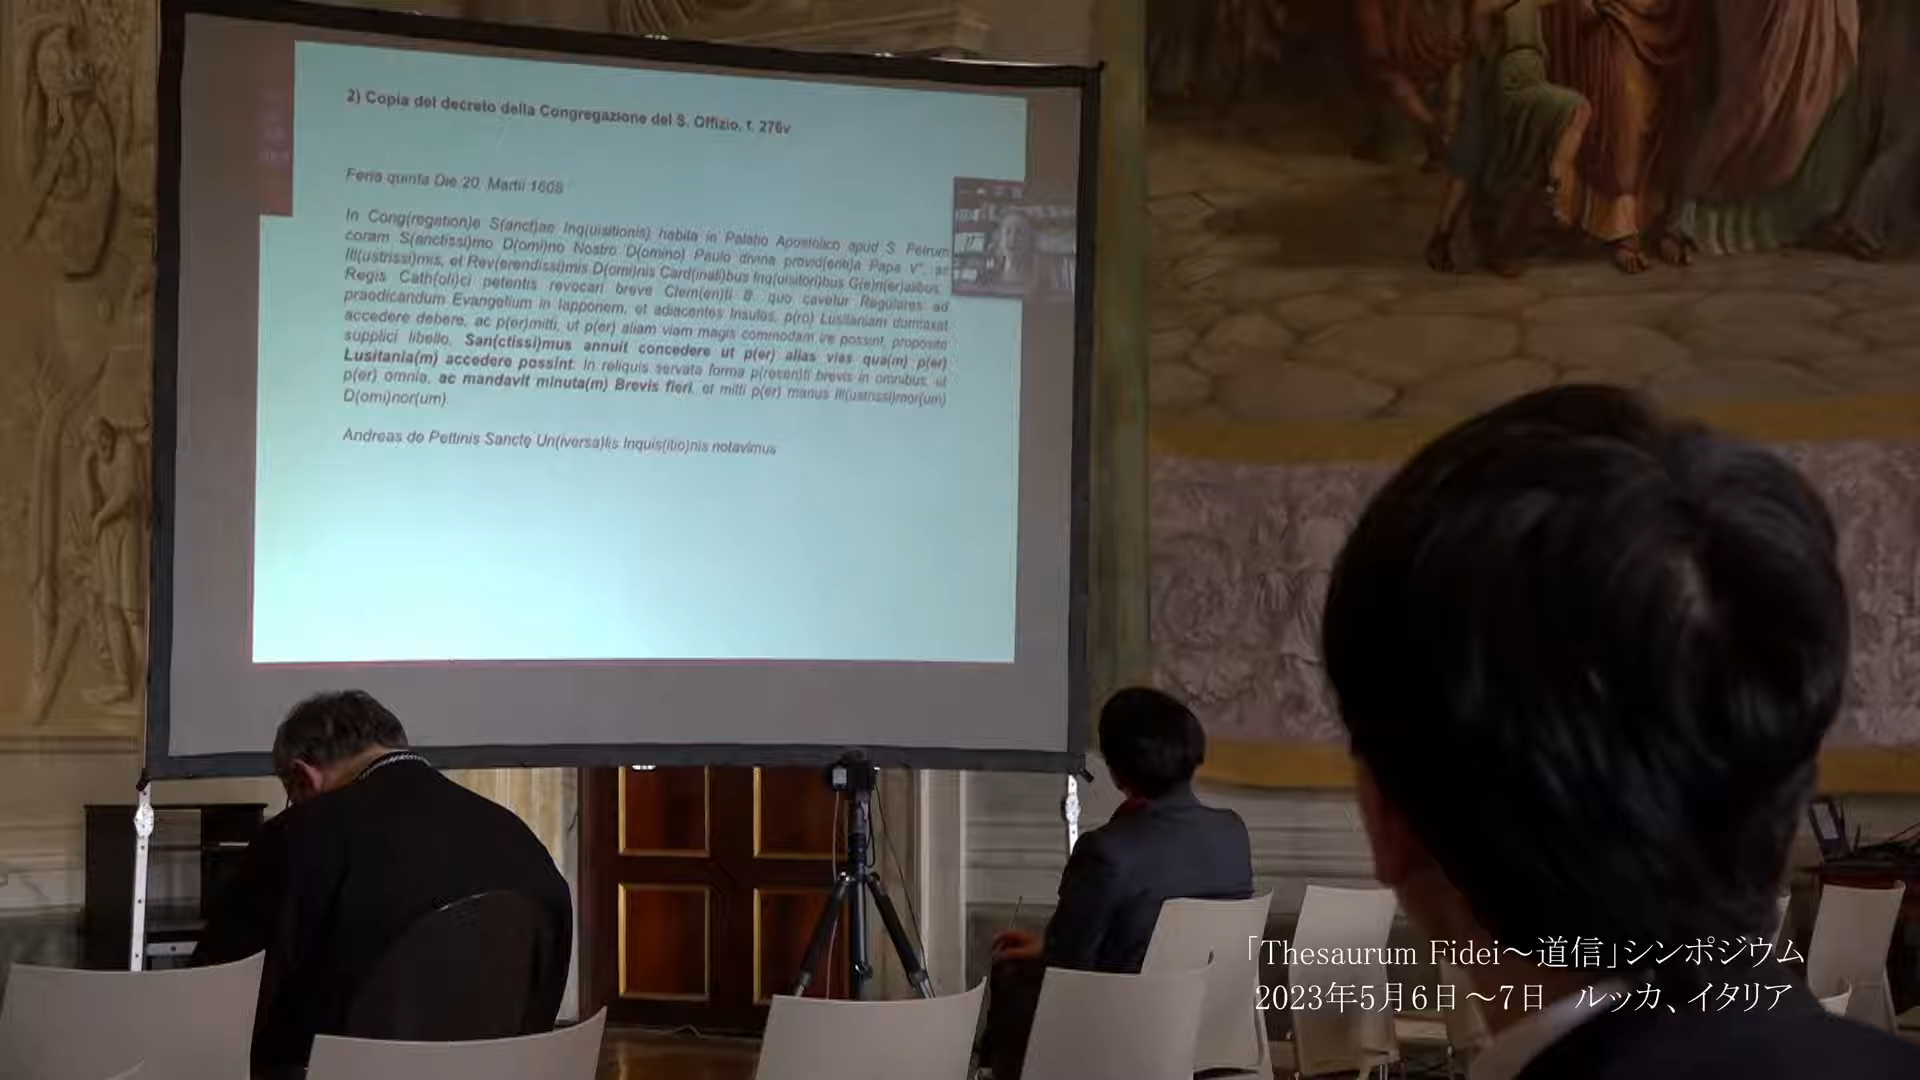 2) Copia del decreto della Congregazione del S. Offizio, f. 276v
Feria quinta Die 20. Martii 1608
In Cong(regation)e S(anct)ae Inq(uisitionis) habita in Palatio Apostolico apud S. Petrum
coram S(anctissi)mo D(omi)no Nostro D(omino) Paulo divina provid(enti)a Papa V°, ac
Ill(ustrissi)mis, et Rev(erendissi)mis D(omi)nis Card(inali)bus Inq(uisitori)bus G(e)n(er)alibus,
Regis Cath(oli)ci petentis revocari breve Clem(en)ti 8. quo cavetur Regulares ad
praedicandum Evangelium in Iapponem, et adiacentes Insulas, p(ro) Lusitaniam dumtaxat
accedere debere, ac p(er)mitti, ut p(er) aliam viam magis commodam ire possint, proposito
supplici libello, San(ctissi)mus annuit concedere ut p(er) alias vias qua(m) p(er)
Lusitania(m) accedere possint. In reliquis servata forma p(resen)ti brevis in omnibus, et
p(er) omnia, ac mandavit minuta(m) Brevis fieri, et mitti p(er) manus Ill(ustrissi)mor(um)
D(omi)nor(um).
Andreas de Pettinis Sanctę Un(iversa)lis Inquis(itio)nis notavimus
「Thesaurum Fidei～道信」シンポジウム
2023年5月6日～7日　ルッカ、イタリア